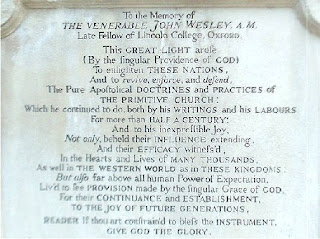 To the Memory of
THE VENERABLE JOHN WESLEY, A.M.
Late Fellow of Lincoln College, OXFORD.
This GREAT LIGHT arose
(By the singular Providence of GOD)
To enlighten THESE NATIONS,
And to revive, enforce, and defend,
The Pure Apostolical DOCTRINES and PRACTICES of
THE PRIMITIVE CHURCH:
Which he continued to do, both by his WRITINGS and his LABOURS
For more than HALF A CENTURY:
And to his inexpressible Joy,
Not only, beheld their INFLUENCE extending,
And their EFFICACY witness'd,
In the Hearts and Lives of MANY THOUSANDS,
As well in THE WESTERN WORLD as in THESE KINGDOMS:
But also far above all human Power of Expectation,
Liv'd to see PROVISION made by the singular Grace of GOD,
For their CONTINUANCE and ESTABLISHMENT,
TO THE JOY OF FUTURE GENERATIONS,
READER If thou art constrain'd to bless the INSTRUMENT,
GIVE GOD THE GLORY.